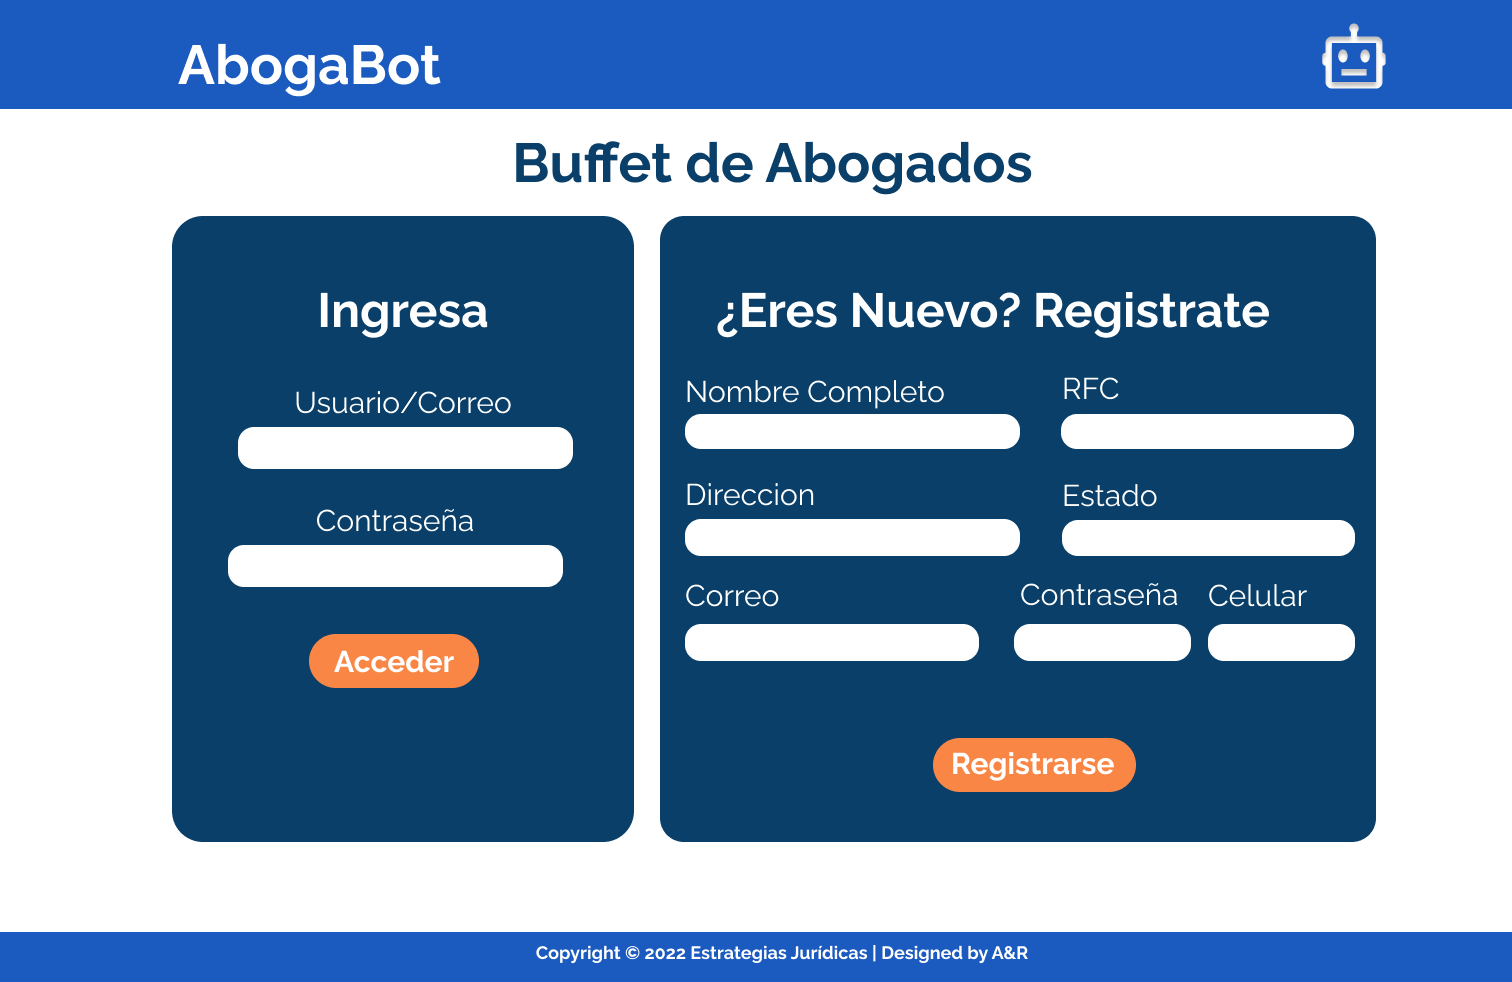 AbogaBot
Buffet de Abogados
Ingresa
Usuario/Correo
Contraseña
Acceder
¿Eres Nuevo? Registrate
Nombre Completo
RFC
Direccion
Estado
Correo
Contraseña
Celular
Registrarse
Copyright © 2022 Estrategias Jurídicas | Designed by A&R